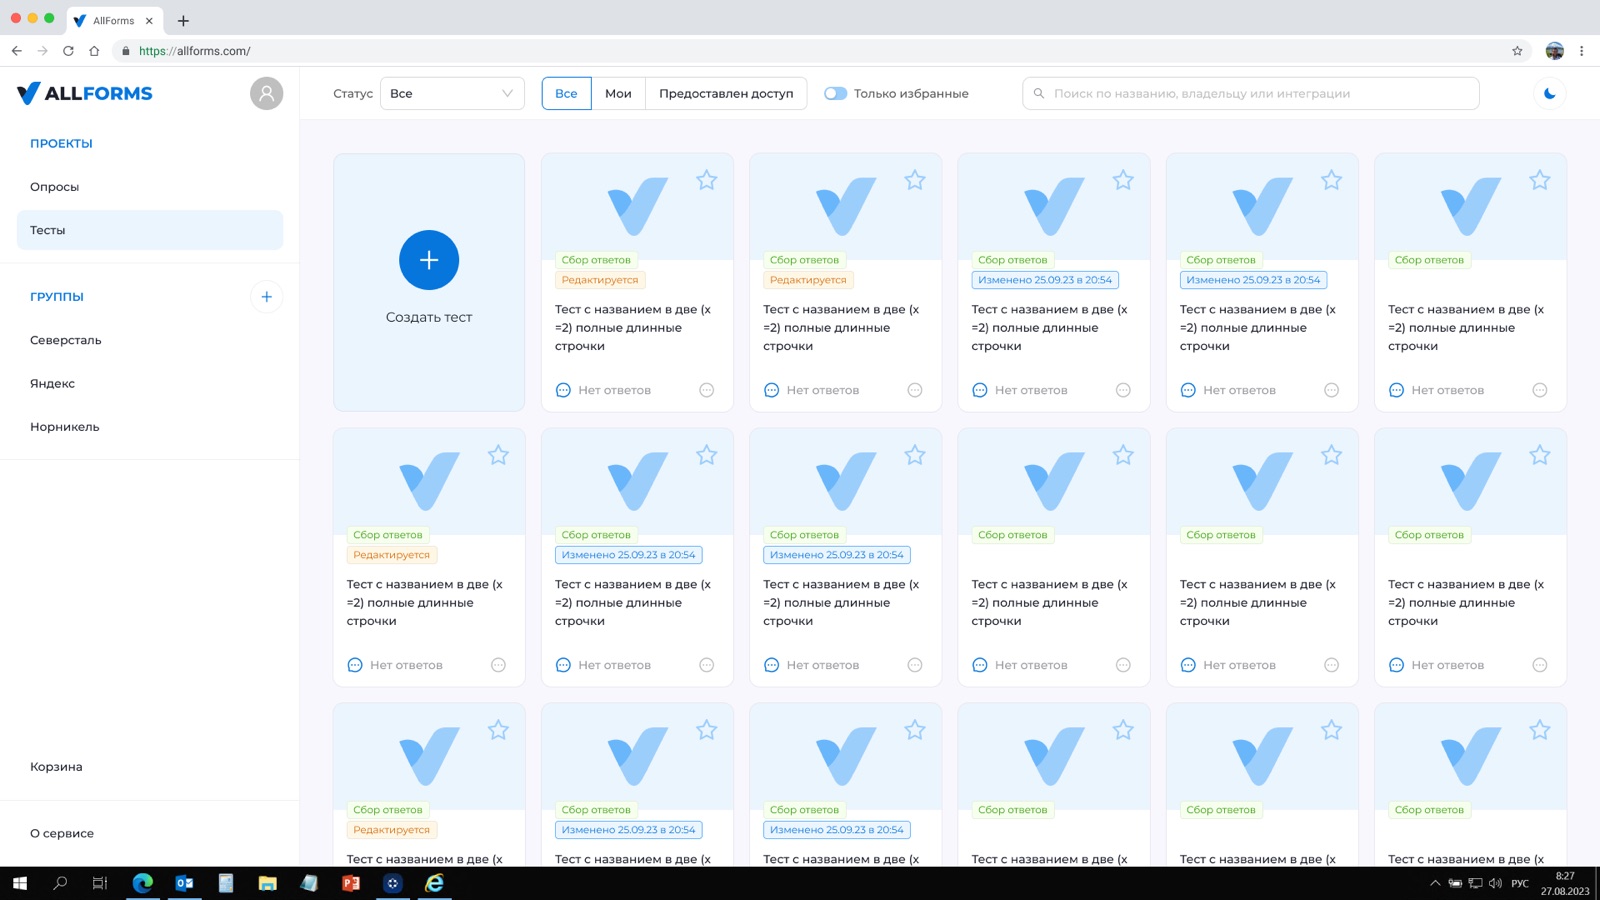 AllForms
https://allforms.com/
ALLFORMS
Статус
Все
Все
Мои
Предоставлен доступ
Только избранные
Поиск по названию, владельцу или интеграции
ПРОЕКТЫ
Опросы
Тесты
ГРУППЫ
Северсталь
Яндекс
Норникель
Корзина
О сервисе
Создать тест
Сбор ответов
Редактируется
Тест с названием в две (х
=2) полные длинные
строчки
Нет ответов
Сбор ответов
Редактируется
Тест с названием в две (х
=2) полные длинные
строчки
Нет ответов
Сбор ответов
Изменено 25.09.23 в 20:54
Тест с названием в две (х
=2) полные длинные
строчки
Нет ответов
Сбор ответов
Изменено 25.09.23 в 20:54
Тест с названием в две (х
=2) полные длинные
строчки
Нет ответов
Сбор ответов
Тест с названием в две (х
=2) полные длинные
строчки
Нет ответов
Сбор ответов
Редактируется
Тест с названием в две (х
=2) полные длинные
строчки
Нет ответов
Сбор ответов
Изменено 25.09.23 в 20:54
Тест с названием в две (х
=2) полные длинные
строчки
Нет ответов
Сбор ответов
Изменено 25.09.23 в 20:54
Тест с названием в две (х
=2) полные длинные
строчки
Нет ответов
Сбор ответов
Тест с названием в две (х
=2) полные длинные
строчки
Нет ответов
Сбор ответов
Тест с названием в две (х
=2) полные длинные
строчки
Нет ответов
Сбор ответов
Тест с названием в две (х
=2) полные длинные
строчки
Нет ответов
Сбор ответов
Редактируется
Тест с названием в две (х
Сбор ответов
Изменено 25.09.23 в 20:54
Тест с названием в две (х
Сбор ответов
Изменено 25.09.23 в 20:54
Тест с названием в две (х
Сбор ответов
Тест с названием в две (х
Сбор ответов
Тест с названием в две (х
Сбор ответов
Тест с названием в две (х
РУС
8:27
27.08.2023